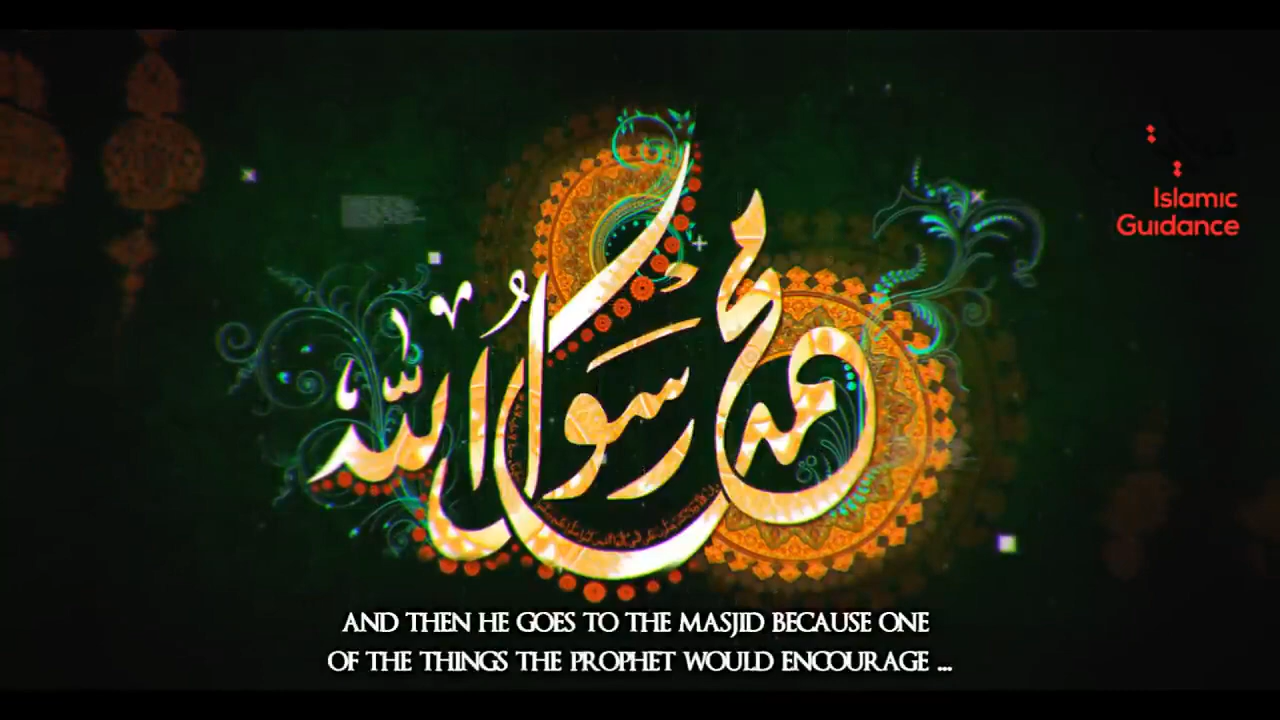 محمد رسول الله
Islamic
Guidance
AND THEN HE GOES TO THE MASJID BECAUSE ONE
OF THE THINGS THE PROPHET WOULD ENCOURAGE ...